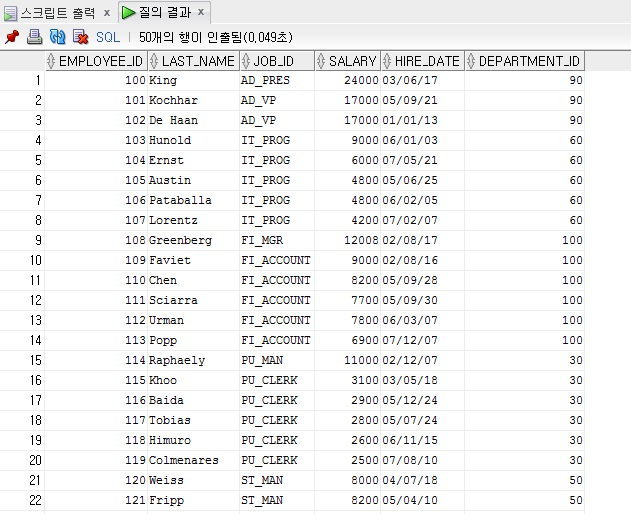 스크립트 출력 x 질의 결과 x
SQL | 50개의 행이 인출됨(0,049초)
EMPLOYEE_ID LAST_NAME JOB_ID SALARY HIRE_DATE DEPARTMENT_ID
1 100 King AD_PRES 24000 03/06/17 90
2 101 Kochhar AD_VP 17000 05/09/21 90
3 102 De Haan AD_VP 17000 01/01/13 90
4 103 Hunold IT_PROG 9000 06/01/03 60
5 104 Ernst IT_PROG 6000 07/05/21 60
6 105 Austin IT_PROG 4800 05/06/25 60
7 106 Pataballa IT_PROG 4800 06/02/05 60
8 107 Lorentz IT_PROG 4200 07/02/07 60
9 108 Greenberg FI_MGR 12008 02/08/17 100
10 109 Faviet FI_ACCOUNT 9000 02/08/16 100
11 110 Chen FI_ACCOUNT 8200 05/09/28 100
12 111 Sciarra FI_ACCOUNT 7700 05/09/30 100
13 112 Urman FI_ACCOUNT 7800 06/03/07 100
14 113 Popp FI_ACCOUNT 6900 07/12/07 100
15 114 Raphaely PU_MAN 11000 02/12/07 30
16 115 Khoo PU_CLERK 3100 03/05/18 30
17 116 Baida PU_CLERK 2900 05/12/24 30
18 117 Tobias PU_CLERK 2800 05/07/24 30
19 118 Himuro PU_CLERK 2600 06/11/15 30
20 119 Colmenares PU_CLERK 2500 07/08/10 30
21 120 Weiss ST_MAN 8000 04/07/18 50
22 121 Fripp ST_MAN 8200 05/04/10 50